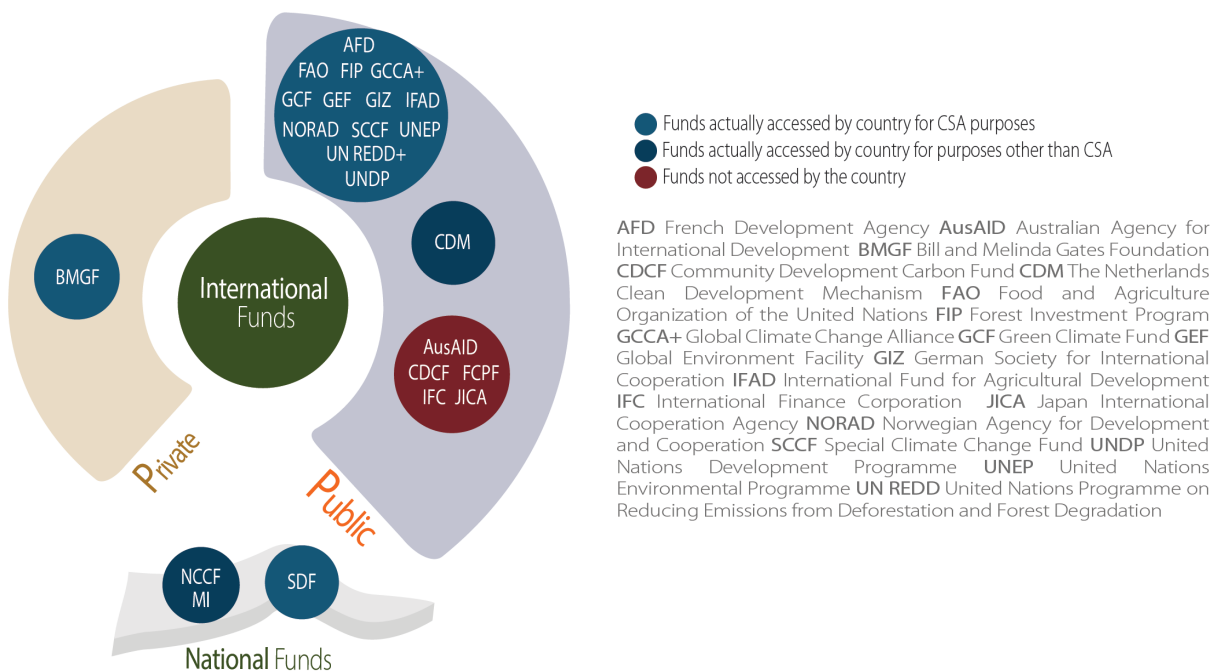 AFD
FAO FIP GCCA+
GCF GEF GIZ IFAD
NORAD SCCF UNEP
UN REDD+
UNDP
CDM
BMGF
International
Funds
AusAID
CDCF FCPF
IFC JICA
Private
Public
NCCF
MI
SDF
National Funds
Funds actually accessed by country for CSA purposes
Funds actually accessed by country for purposes other than CSA
Funds not accessed by the country
AFD French Development Agency AusAID Australian Agency for
International Development BMGF Bill and Melinda Gates Foundation
CDCF Community Development Carbon Fund CDM The Netherlands
Clean Development Mechanism FAO Food and Agriculture
Organization of the United Nations FIP Forest Investment Program
GCCA+ Global Climate Change Alliance GCF Green Climate Fund GEF
Global Environment Facility GIZ German Society for International
Cooperation IFAD International Fund for Agricultural Development
IFC International Finance Corporation JICA Japan International
Cooperation Agency NORAD Norwegian Agency for Development
and Cooperation SCCF Special Climate Change Fund UNDP United
Nations Development Programme UNEP United Nations
Environmental Programme UN REDD United Nations Programme on
Reducing Emissions from Deforestation and Forest Degradation